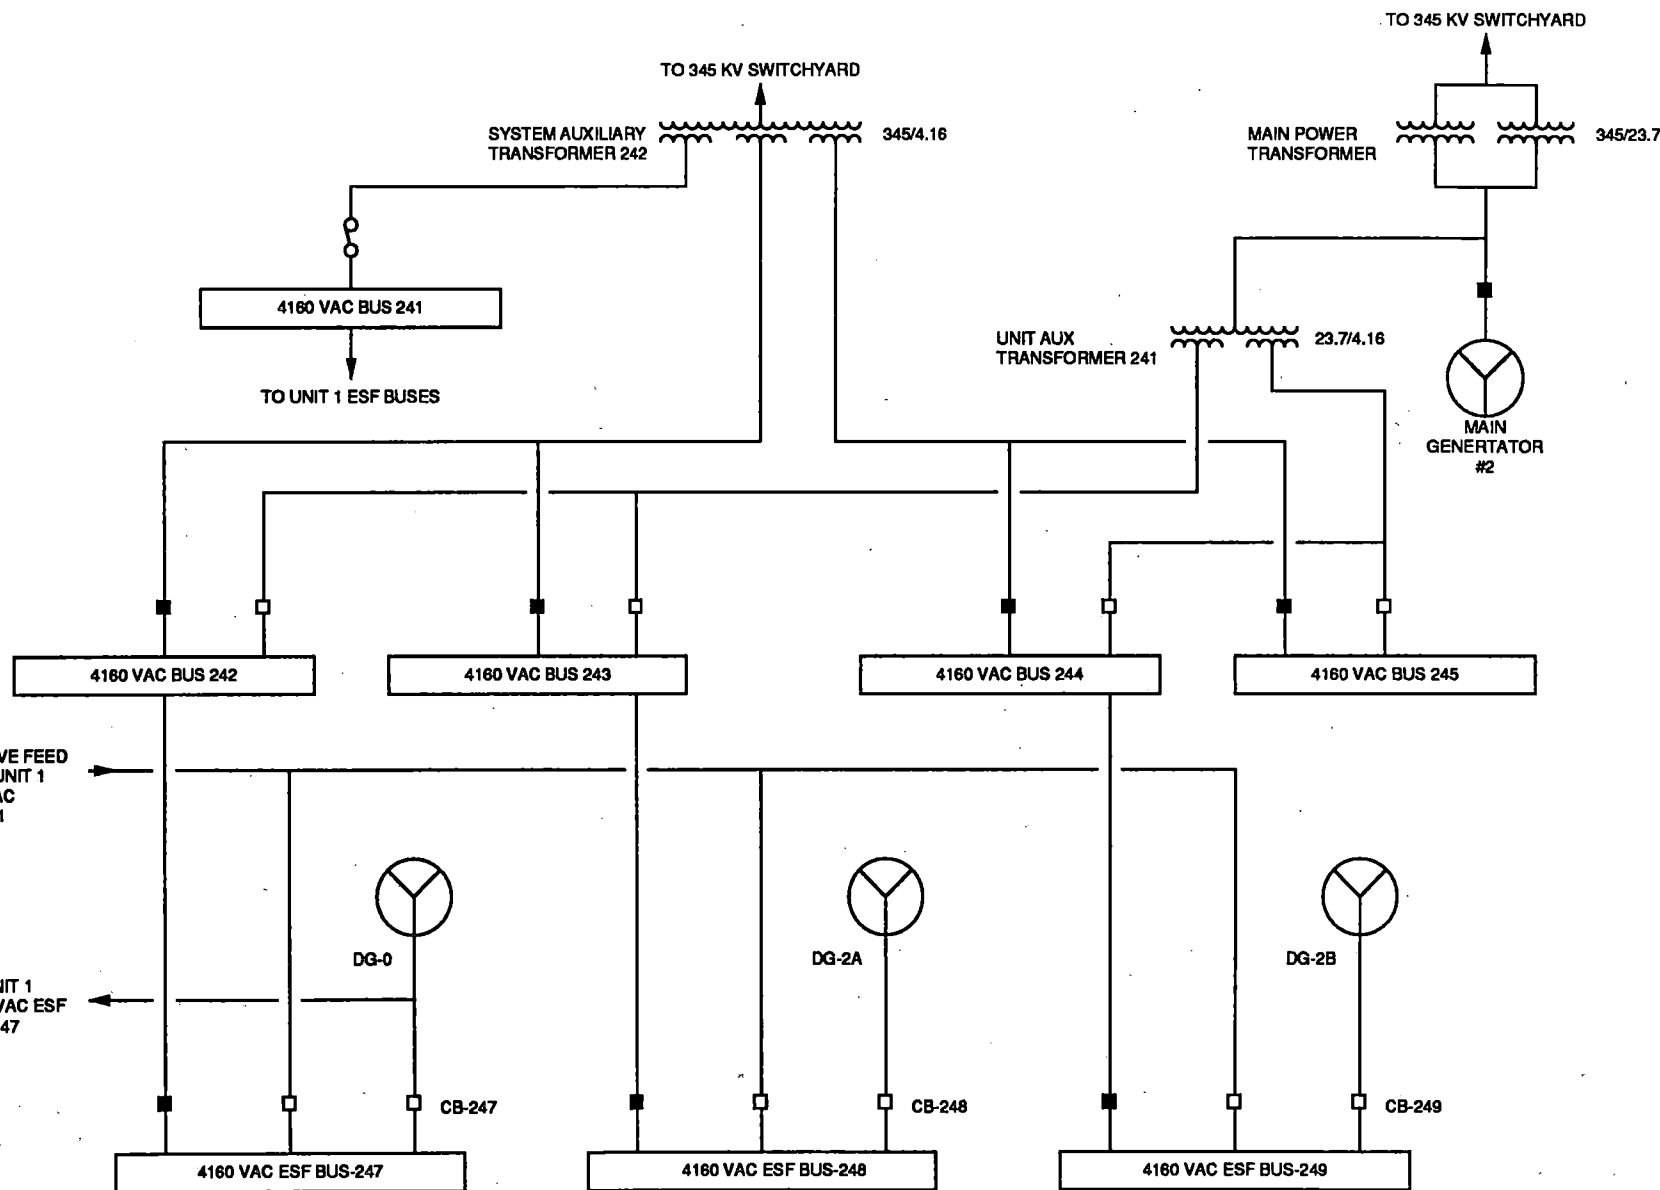 TO 345 KV SWITCHYARD
TO 345 KV SWITCHYARD
SYSTEM AUXILIARY
TRANSFORMER 242
345/4.16
MAIN POWER
TRANSFORMER
345/23.7
4160 VAC BUS 241
TO UNIT 1 ESF BUSES
UNIT AUX
TRANSFORMER 241
23.7/4.16
MAIN
GENERTATOR
#2
4160 VAC BUS 242
4160 VAC BUS 243
4160 VAC BUS 244
4160 VAC BUS 245
VE FEED
UNIT 1
AC
DG-0
DG-2A
DG-2B
NIT 1
VAC ESF
47
CB-247
CB-248
CB-249
4160 VAC ESF BUS-247
4160 VAC ESF BUS-248
4160 VAC ESF BUS-249